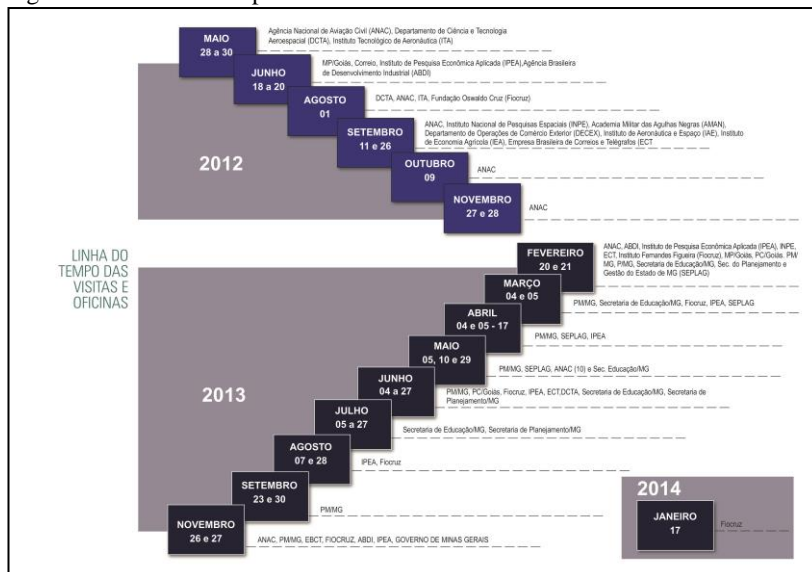 MAIO
28 a 30
Agência Nacional de Aviação Civil (ANAC), Departamento de Ciência e Tecnologia
Aeroespacial (DCTA), Instituto Tecnológico de Aeronáutica (ITA)
JUNHO
18 a 20
MP/Goiás, Correio, Instituto de Pesquisa Econômica Aplicada (IPEA),Agência Brasileira
de Desenvolvimento Industrial (ABDI)
AGOSTO
01
DCTA, ANAC, ITA, Fundação Oswaldo Cruz (Fiocruz)
SETEMBRO
11 e 26
ANAC, Instituto Nacional de Pesquisas Espaciais (INPE), Academia Militar das Agulhas Negras (AMAN),
Departamento de Operações de Comércio Exterior (DECEX), Instituto de Aeronáutica e Espaço (IAE), Instituto
de Economia Agrícola (IEA), Empresa Brasileira de Correios e Telégrafos (ECT
2012
OUTUBRO
09
ANAC
NOVEMBRO
27 e 28
ANAC
LINHA DO
TEMPO DAS
VISITAS E
OFICINAS
FEVEREIRO
20 e 21
ANAC, ABDI, Instituto de Pesquisa Econômica Aplicada (IPEA), INPE,
ECT, Instituto Fernandes Figueira (Fiocruz), MP/Goiás, PC/Goiás. PM/
MG, P/MG, Secretaria de Educação/MG, Sec. do Planejamento e
Gestão do Estado de MG (SEPLAG)
MARÇO
04 e 05
PM/MG, Secretaria de Educação/MG, Fiocruz, IPEA, SEPLAG
ABRIL
04 e 05 - 17
PM/MG, SEPLAG, IPEA
MAIO
05, 10 e 29
PM/MG, SEPLAG, ANAC (10) e Sec. Educação/MG
2013
JUNHO
04 a 27
PM/MG, PC/Goiás, Fiocruz, IPEA, ECT,DCTA, Secretaria de Educação/MG, Secretaria de
Planejamento/MG
JULHO
05 a 27
Secretaria de Educação/MG, Secretaria de Planejamento/MG
AGOSTO
07 e 28
IPEA, Fiocruz
SETEMBRO
23 e 30
PM/MG
NOVEMBRO
26 e 27
ANAC, PM/MG, EBCT, FIOCRUZ, ABDI, IPEA, GOVERNO DE MINAS GERAIS
2014
JANEIRO
17
Fiocruz